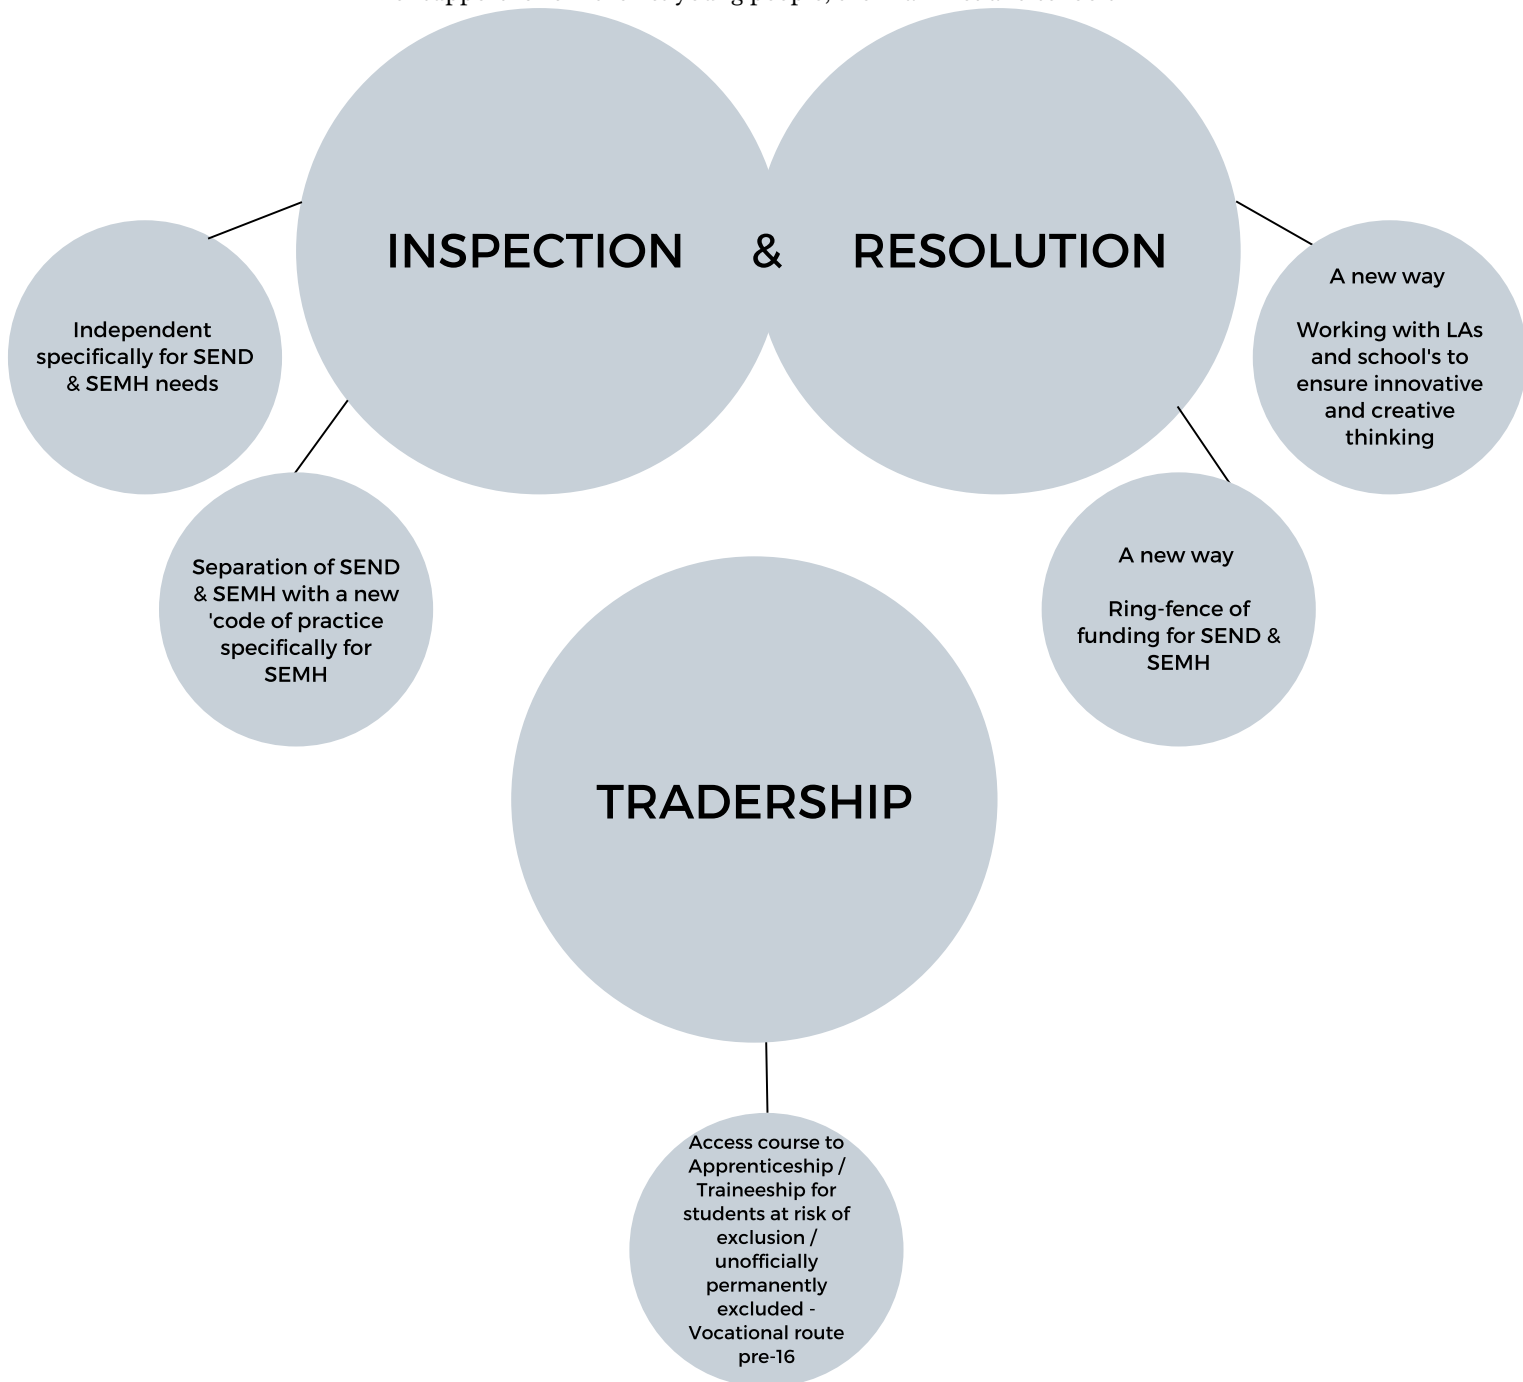 INSPECTION & RESOLUTION
Independent
specifically for SEND
& SEMH needs
A new way
Working with LAs
and school's to
ensure innovative
and creative
thinking
Separation of SEND
& SEMH with a new
'code of practice
specifically for
SEMH
A new way
Ring-fence of
funding for SEND &
SEMH
TRADERSHIP
Access course to
Apprenticeship /
Traineeship for
students at risk of
exclusion /
unofficially
permanently
excluded -
Vocational route
pre-16